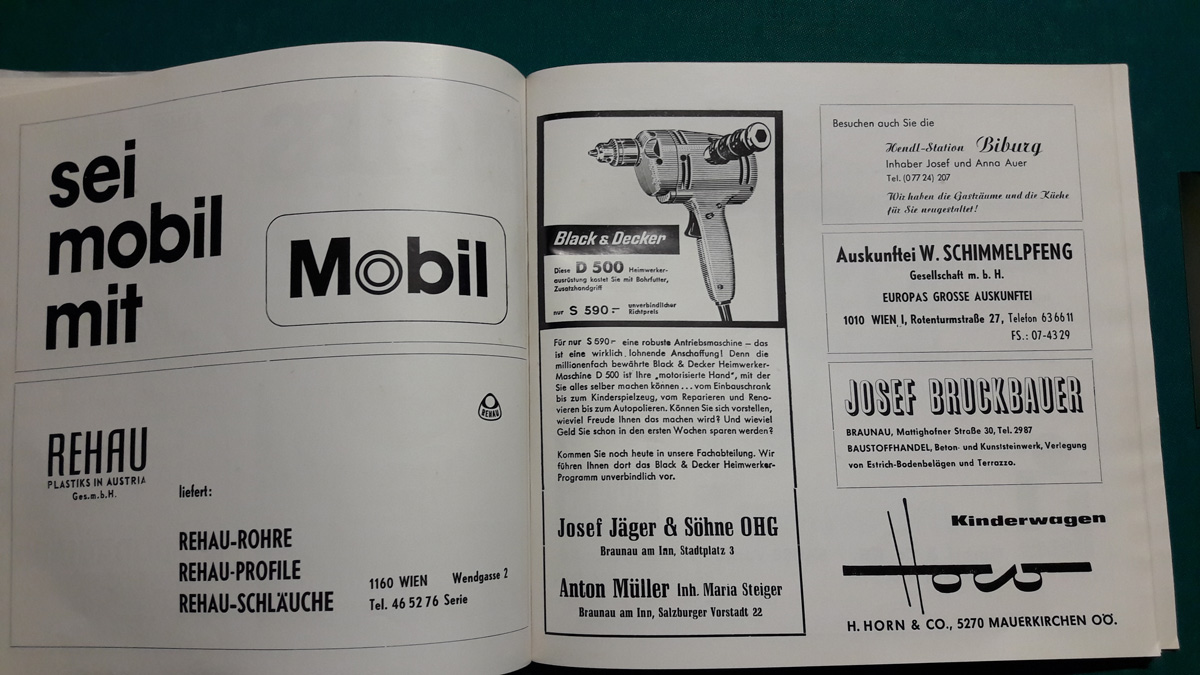 sei
mobil
mit
Mobil
REHAU
REHAU
PLASTIKS IN AUSTRIA
Ges.m.b.H.
liefert:
REHAU-ROHRE
REHAU-PROFILE
REHAU-SCHLÄUCHE
1160 WIEN Wendgasse 2
Tel. 46 52 76 Serie
Black & Decker
Diese D 500 Heimwerker-
ausrüstung kostet Sie mit Bohrfutter,
Zusatzhandgriff
nur S 590:- unverbindlicher
Richtpreis
Für nur S 590:- eine robuste Antriebsmaschine – das
ist eine wirklich lohnende Anschaffung! Denn die
millionenfach bewährte Black & Decker Heimwerker-
Maschine D 500 ist Ihre „motorisierte Hand", mit der
Sie alles selber machen können ... vom Einbauschrank
bis zum Kinderspielzeug, vom Reparieren und Reno-
vieren bis zum Autopolieren. Können Sie sich vorstellen,
wieviel Freude Ihnen das machen wird? Und wieviel
Geld Sie schon in den ersten Wochen sparen werden?
Kommen Sie noch heute in unsere Fachabteilung. Wir
führen Ihnen dort das Black & Decker Heimwerker-
Programm unverbindlich vor.
Josef Jäger & Söhne OHG
Braunau am Inn, Stadtplatz 3
Anton Müller Inh. Maria Steiger
Braunau am Inn, Salzburger Vorstadt 22
Besuchen auch Sie die
Hendl-Station Biburg
Inhaber Josef und Anna Auer
Tel. (0 77 24) 207
Wir haben die Gasträume und die Küche
für Sie neugestaltet!
Auskunftei W. SCHIMMELPFENG
Gesellschaft m. b. H.
EUROPAS GROSSE AUSKUNFTEI
1010 WIEN I, Rotenturmstraße 27, Telefon 63 66 11
FS.: 07-43 29
JOSEF BRUCKBAUER
BRAUNAU, Mattighofner Straße 30, Tel. 29 87
BAUSTOFFHANDEL, Beton- und Kunststeinwerk, Verlegung
von Estrich-Bodenbelägen und Terrazzo.
Kinderwagen
Hoco
H. HORN & CO., 5270 MAUERKIRCHEN OÖ.